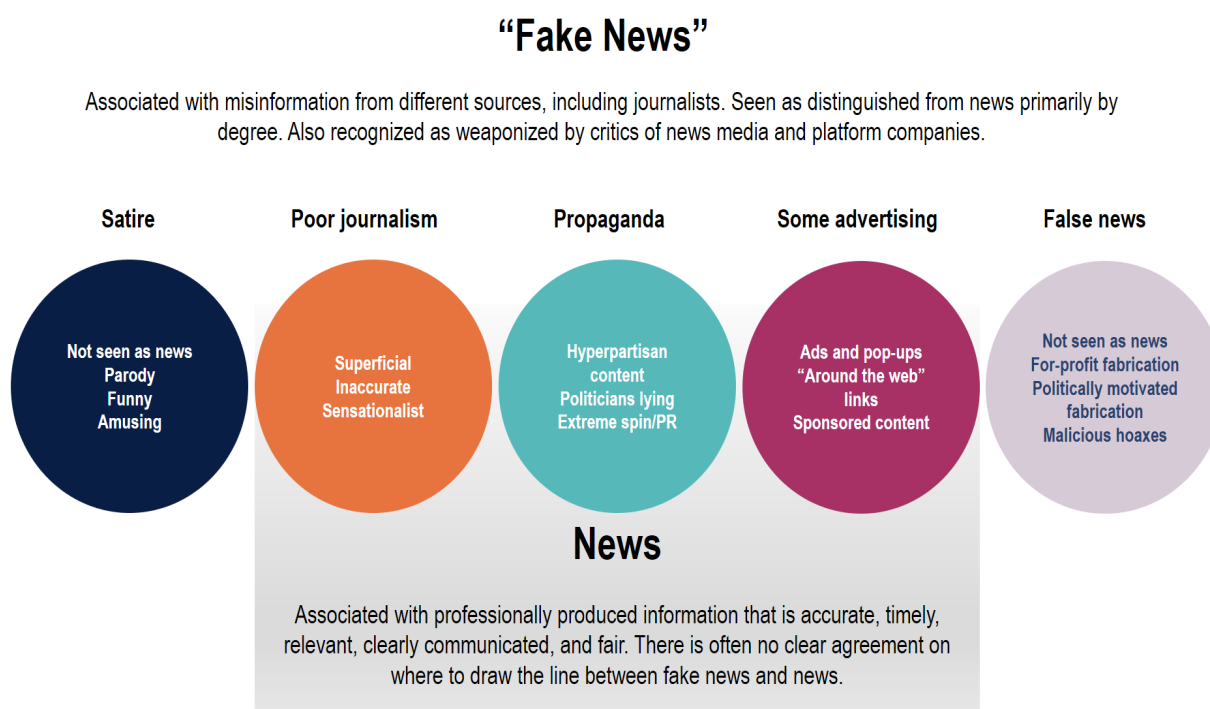 “Fake News”
Associated with misinformation from different sources, including journalists. Seen as distinguished from news primarily by
degree. Also recognized as weaponized by critics of news media and platform companies.
Satire
Poor journalism
Propaganda
Some advertising
False news
Not seen as news
Parody
Funny
Amusing
Superficial
Inaccurate
Sensationalist
Hyperpartisan
content
Politicians lying
Extreme spin/PR
Ads and pop-ups
“Around the web”
links
Sponsored content
Not seen as news
For-profit fabrication
Politically motivated
fabrication
Malicious hoaxes
News
Associated with professionally produced information that is accurate, timely,
relevant, clearly communicated, and fair. There is often no clear agreement on
where to draw the line between fake news and news.